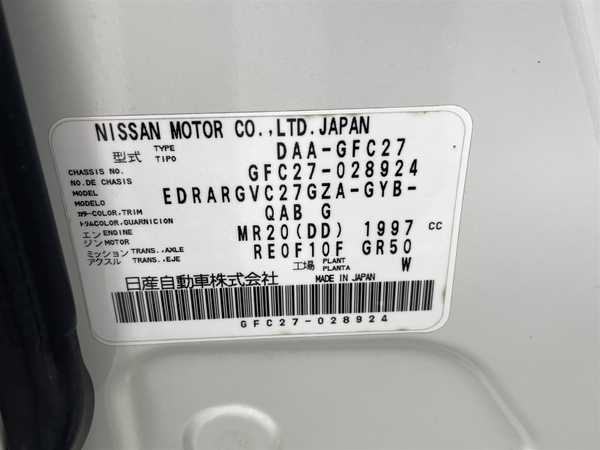 NISSAN MOTOR CO.,LTD.JAPAN
型式 TYPE TIPO DAA-GFC27
CHASSIS NO. NO.DE CHASIS GFC27-028924
MODEL MODELO EDRARGVC27GZA-GYB-
カラー COLOR,TRIM トリム COLOR,GUARNICION QAB G
エンジン ENGINE MOTOR MR20(DD) 1997 cc
ミッション アクスル TRANS.,AXLE TRANS.,EJE RE0F10F GR50
工場 PLANT PLANTA W
日産自動車株式会社 MADE IN JAPAN
GFC27-028924